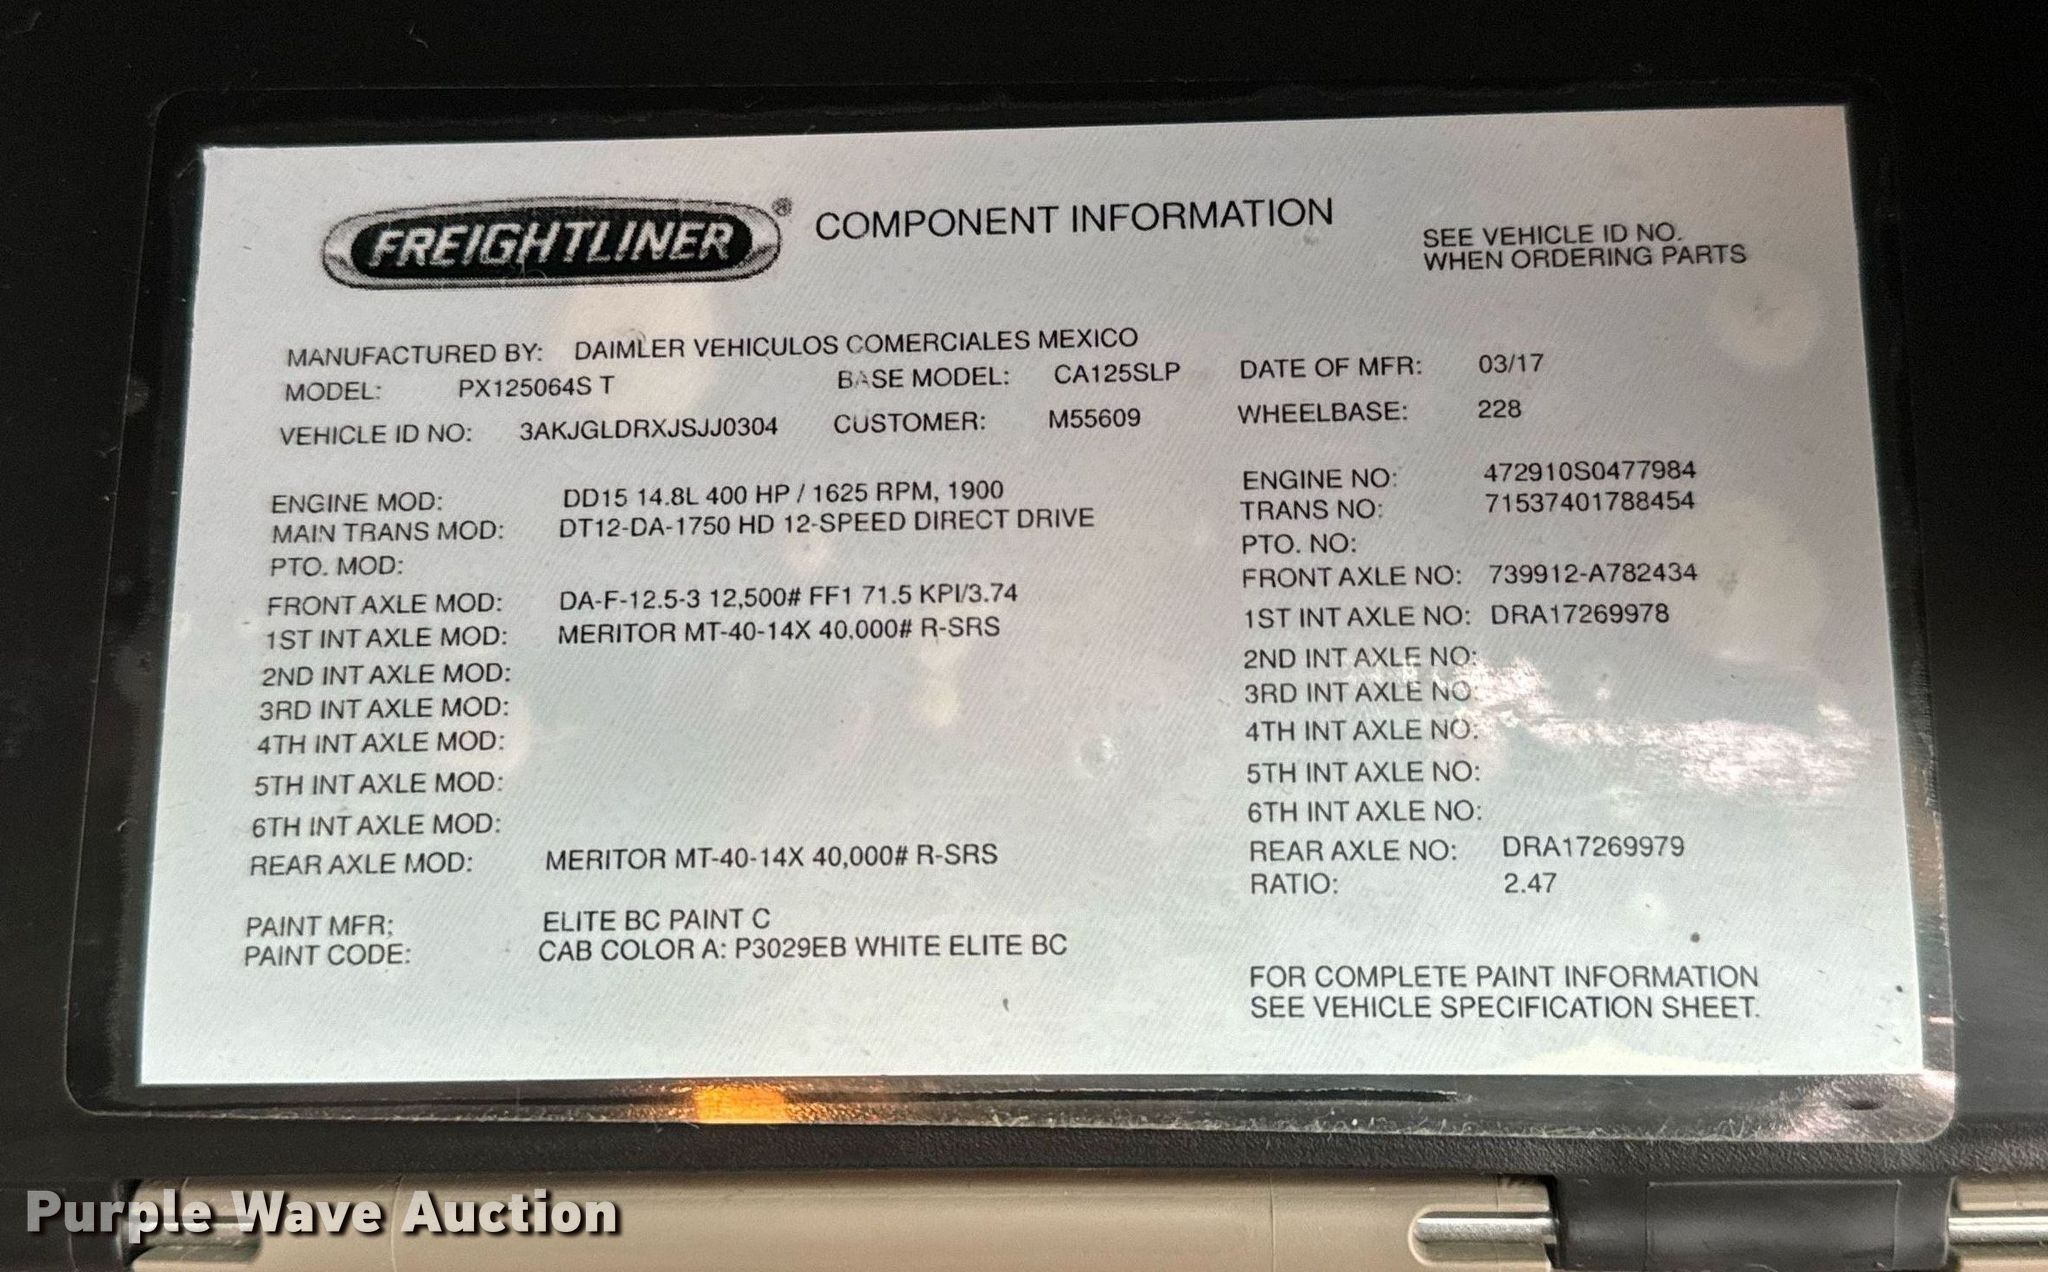 FREIGHTLINER® COMPONENT INFORMATION
SEE VEHICLE ID NO.
WHEN ORDERING PARTS
MANUFACTURED BY: DAIMLER VEHICULOS COMERCIALES MEXICO
MODEL: PX125064S T BASE MODEL: CA125SLP DATE OF MFR: 03/17
VEHICLE ID NO: 3AKJGLDRXJSJJ0304 CUSTOMER: M55609 WHEELBASE: 228
ENGINE MOD: DD15 14.8L 400 HP / 1625 RPM, 1900 ENGINE NO: 472910S0477984
MAIN TRANS MOD: DT12-DA-1750 HD 12-SPEED DIRECT DRIVE TRANS NO: 71537401788454
PTO. MOD: PTO. NO:
FRONT AXLE MOD: DA-F-12.5-3 12,500# FF1 71.5 KPI/3.74 FRONT AXLE NO: 739912-A782434
1ST INT AXLE MOD: MERITOR MT-40-14X 40,000# R-SRS 1ST INT AXLE NO: DRA17269978
2ND INT AXLE MOD: 2ND INT AXLE NO:
3RD INT AXLE MOD: 3RD INT AXLE NO:
4TH INT AXLE MOD: 4TH INT AXLE NO:
5TH INT AXLE MOD: 5TH INT AXLE NO:
6TH INT AXLE MOD: 6TH INT AXLE NO:
REAR AXLE MOD: MERITOR MT-40-14X 40,000# R-SRS REAR AXLE NO: DRA17269979
RATIO: 2.47
PAINT MFR: ELITE BC PAINT C
PAINT CODE: CAB COLOR A: P3029EB WHITE ELITE BC
FOR COMPLETE PAINT INFORMATION
SEE VEHICLE SPECIFICATION SHEET.
Purple Wave Auction